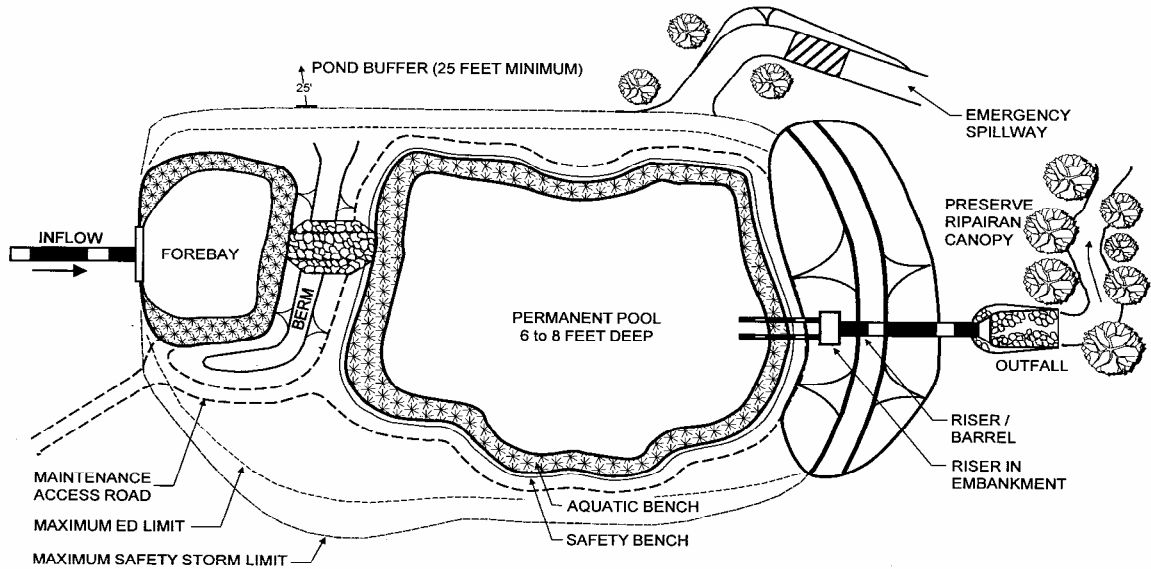 POND BUFFER (25 FEET MINIMUM)
25'
EMERGENCY
SPILLWAY
PRESERVE
RIPAIRAN
CANOPY
INFLOW
FOREBAY
BERM
PERMANENT POOL
6 to 8 FEET DEEP
OUTFALL
RISER /
BARREL
RISER IN
EMBANKMENT
MAINTENANCE
ACCESS ROAD
AQUATIC BENCH
MAXIMUM ED LIMIT
SAFETY BENCH
MAXIMUM SAFETY STORM LIMIT